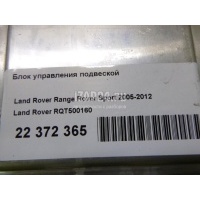 Блок управления подвеской
Land Rover Range Rover Sport 2005-2012
Land Rover RQT500160
22 372 365